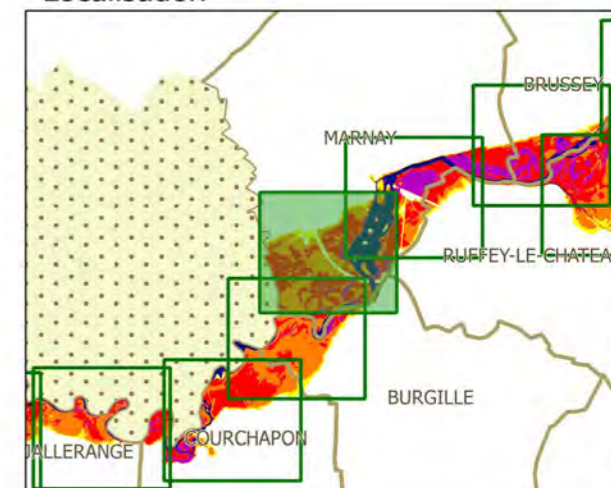 BRUSSEY
MARNAY
RUFFEY-LE-CHATEA
BURGILLE
COURCHAPON
JALLERANGE